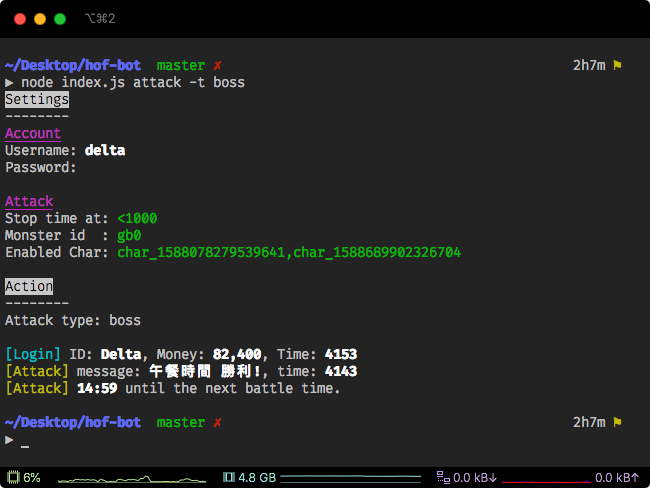 ⌥⌘2
~/Desktop/hof-bot master ✗ 2h7m ⚑
▶ node index.js attack -t boss
Settings
--------
Account
Username: delta
Password:
Attack
Stop time at: <1000
Monster id  : gb0
Enabled Char: char_1588078279539641,char_1588689902326704
Action
--------
Attack type: boss
[Login] ID: Delta, Money: 82,400, Time: 4153
[Attack] message: 午餐時間 勝利!, time: 4143
[Attack] 14:59 until the next battle time.
~/Desktop/hof-bot master ✗ 2h7m ⚑
▶ _
6% 4.8 GB 0.0 kB↓ 0.0 kB↑